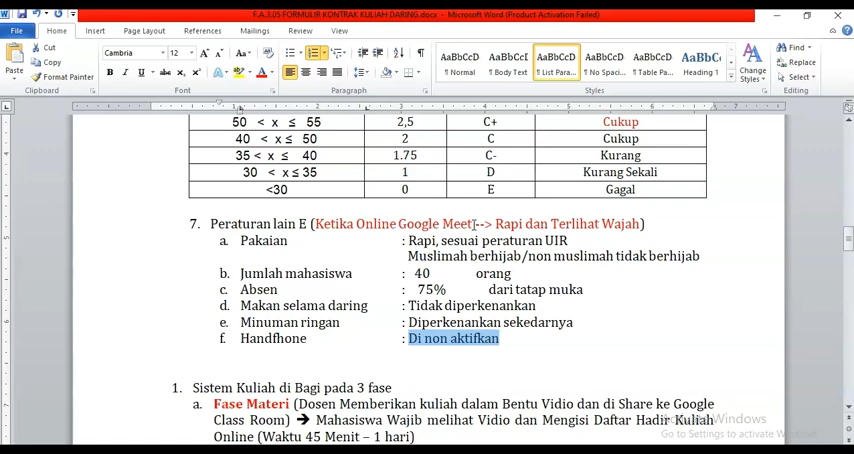 F.A.3.05 FORMULIR KONTRAK KULIAH DARING.docx - Microsoft Word (Product Activation Failed)
File Home Insert Page Layout References Mailings Review View
Cut
Copy
Format Painter
Paste
Clipboard
Cambria 12
Font
Paragraph
AaBbCcD AaBbCcD AaBbCcD AaBbCcD AaBbCcD AaBbC
¶ Normal ¶ Body Text ¶ List Para... ¶ No Spaci... ¶ Table Pa... Heading 1
Styles
Change Styles
Find
Replace
Select
Editing
50 < x ≤ 55 2,5 C+ Cukup
40 < x ≤ 50 2 C Cukup
35 < x ≤ 40 1.75 C- Kurang
30 < x ≤ 35 1 D Kurang Sekali
<30 0 E Gagal
7. Peraturan lain E (Ketika Online Google Meet --> Rapi dan Terlihat Wajah)
a. Pakaian : Rapi, sesuai peraturan UIR
Muslimah berhijab/non muslimah tidak berhijab
b. Jumlah mahasiswa : 40 orang
c. Absen : 75% dari tatap muka
d. Makan selama daring : Tidak diperkenankan
e. Minuman ringan : Diperkenankan sekedarnya
f. Handfhone : Di non aktifkan
1. Sistem Kuliah di Bagi pada 3 fase
a. Fase Materi (Dosen Memberikan kuliah dalam Bentu Vidio dan di Share ke Google
Class Room) ➔ Mahasiswa Wajib melihat Vidio dan Mengisi Daftar Hadir Kuliah
Online (Waktu 45 Menit – 1 hari)
Activate Windows
Go to Settings to activate Windows